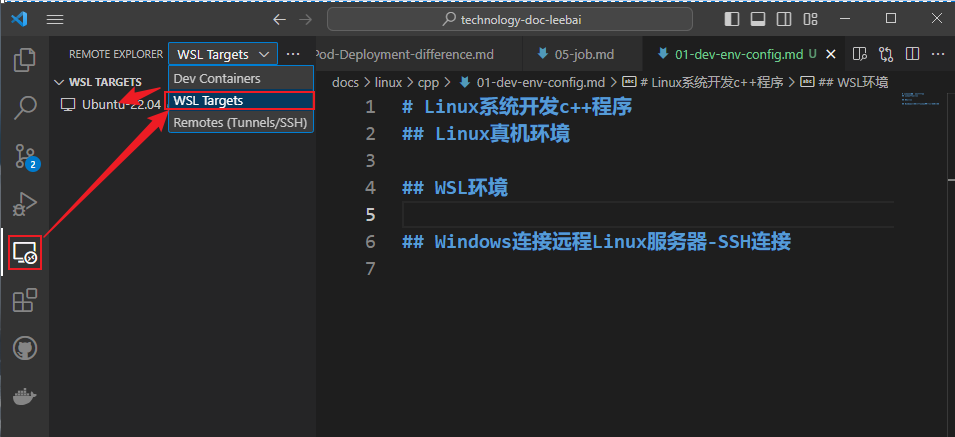 technology-doc-leebai
REMOTE EXPLORER
WSL Targets
Dev Containers
WSL Targets
Remotes (Tunnels/SSH)
WSL TARGETS
Ubuntu-22.04
2
Pod-Deployment-difference.md
05-job.md
01-dev-env-config.md U
docs > linux > cpp > 01-dev-env-config.md > # Linux系统开发c++程序 > ## WSL环境
1 # Linux系统开发c++程序
2 ## Linux真机环境
3
4 ## WSL环境
5
6 ## Windows连接远程Linux服务器-SSH连接
7